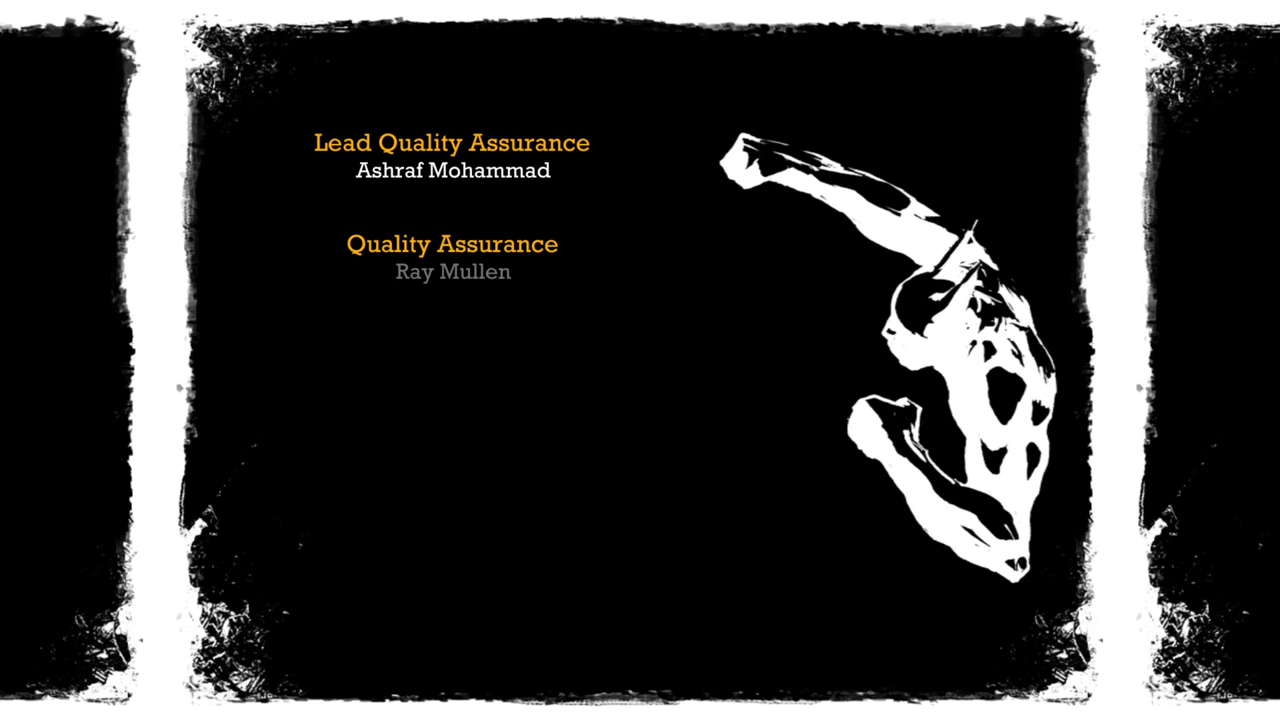 Lead Quality Assurance
Ashraf Mohammad
Quality Assurance
Ray Mullen